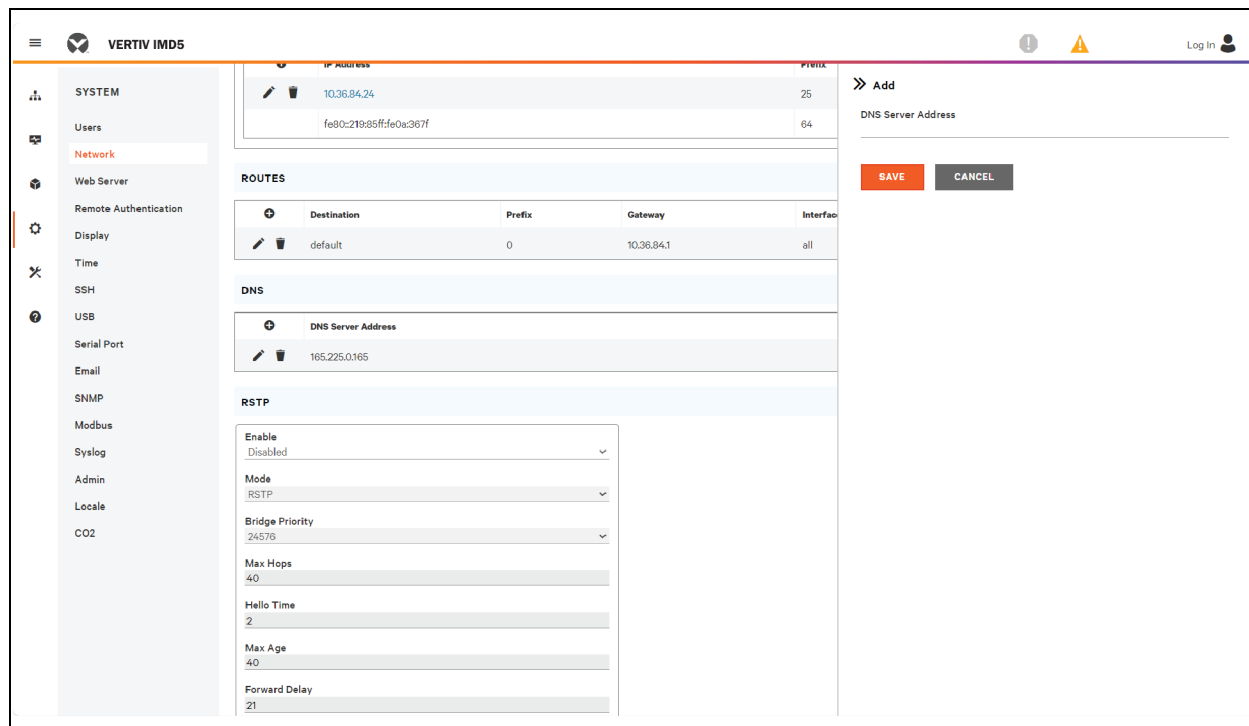 VERTIV IMD5
Log In
SYSTEM
Users
Network
Web Server
Remote Authentication
Display
Time
SSH
USB
Serial Port
Email
SNMP
Modbus
Syslog
Admin
Locale
CO2
IP Address Prefix
10.36.84.24 25
fe80::219:85ff:fe0a:367f 64
ROUTES
Destination Prefix Gateway Interfac
default 0 10.36.84.1 all
DNS
DNS Server Address
165.225.0.165
RSTP
Enable
Disabled
Mode
RSTP
Bridge Priority
24576
Max Hops
40
Hello Time
2
Max Age
40
Forward Delay
21
Add
DNS Server Address
SAVE CANCEL